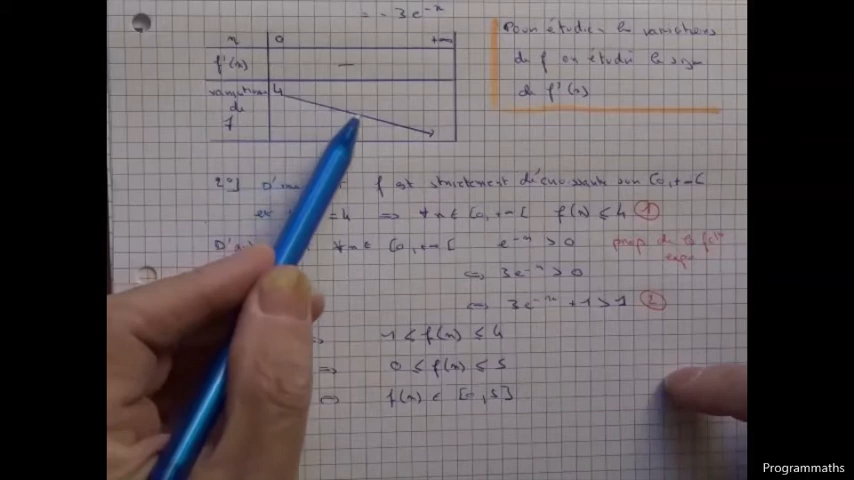 = - 3e^-x
x 0 +∞
f'(x) —
variations 4
de
f
Pour étudier les variations
de f on étudie le signe
de f'(x)
2°] D' f est strictement décroissante sur [0,+∞[
et =4 => ∀x∈ [0,+∞[ f(x) ≤ 4 ①
∀x∈ [0,+∞[ e^-x > 0 prop de la fct
expo
<=> 3e^-x > 0
<=> 3e^-x + 1 > 1 ②
=> 1 ≤ f(x) ≤ 4
=> 0 ≤ f(x) ≤ 5
<=> f(x) ∈ [0,5]
Programmaths